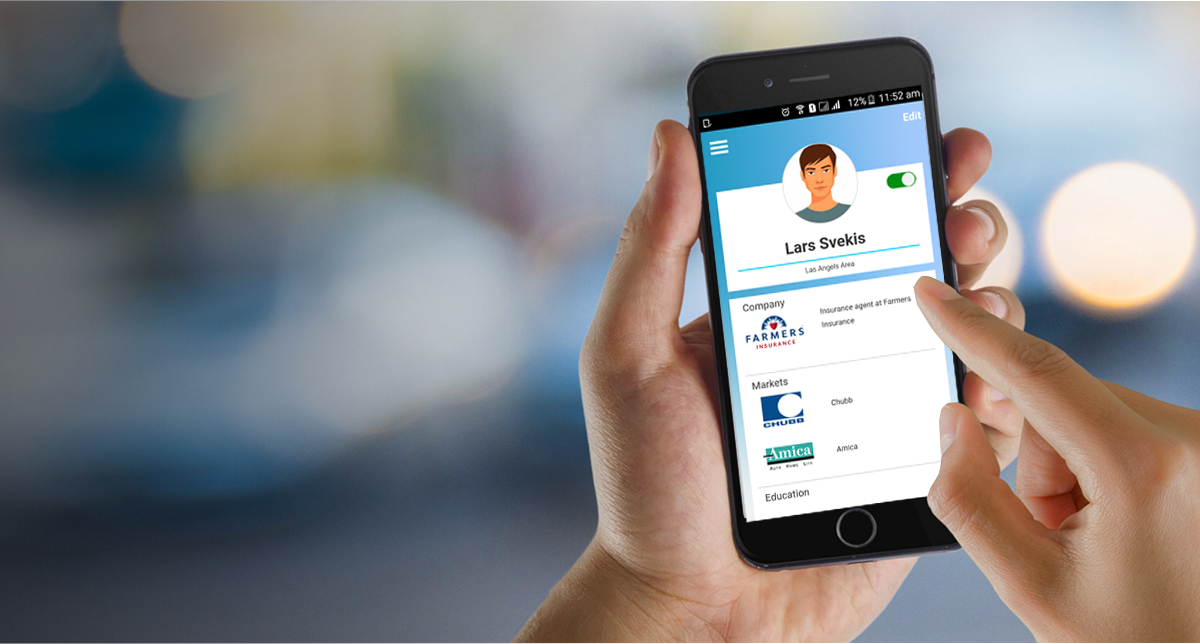 12% 11:52 am
Edit
Lars Svekis
Las Angels Area
Company
FARMERS
INSURANCE
Insurance agent at Farmers
Insurance
Markets
CHUBB
Chubb
Amica
AUTO HOME LIFE
Amica
Education